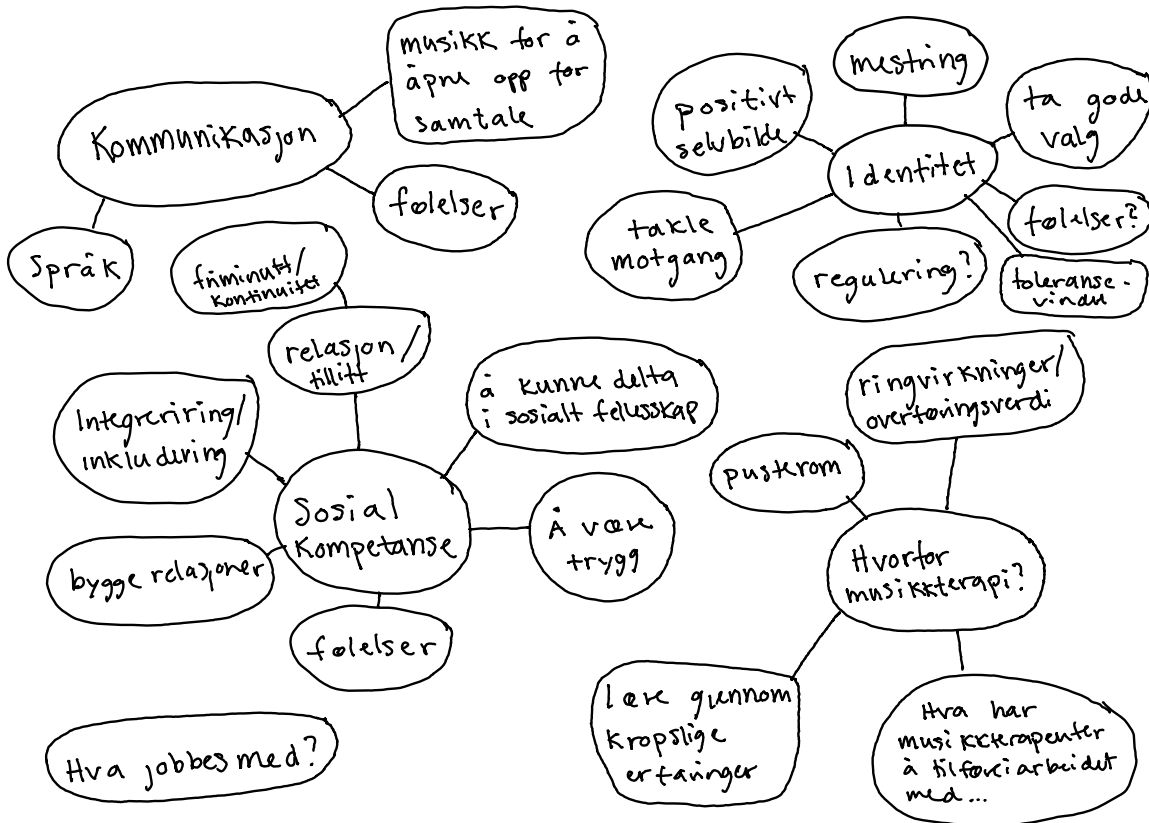 musikk for å
åpne opp for
samtale
Kommunikasjon
følelser
språk
mestring
positivt
selvbilde
ta gode
valg
Identitet
takle
motgang
følelser?
regulering?
toleranse-
vindu
friminutt/
kontinuitet
relasjon/
tillitt
Integrering/
inkludering
å kunne delta
i sosialt fellesskap
Sosial
kompetanse
Å være
trygg
bygge relasjoner
følelser
ringvirkninger/
overføringsverdi
pusterom
Hvorfor
musikkterapi?
lære gjennom
kropslige
erfaringer
Hva har
musikkterapeuter
å tilføre i arbeidet
med...
Hva jobbes med?